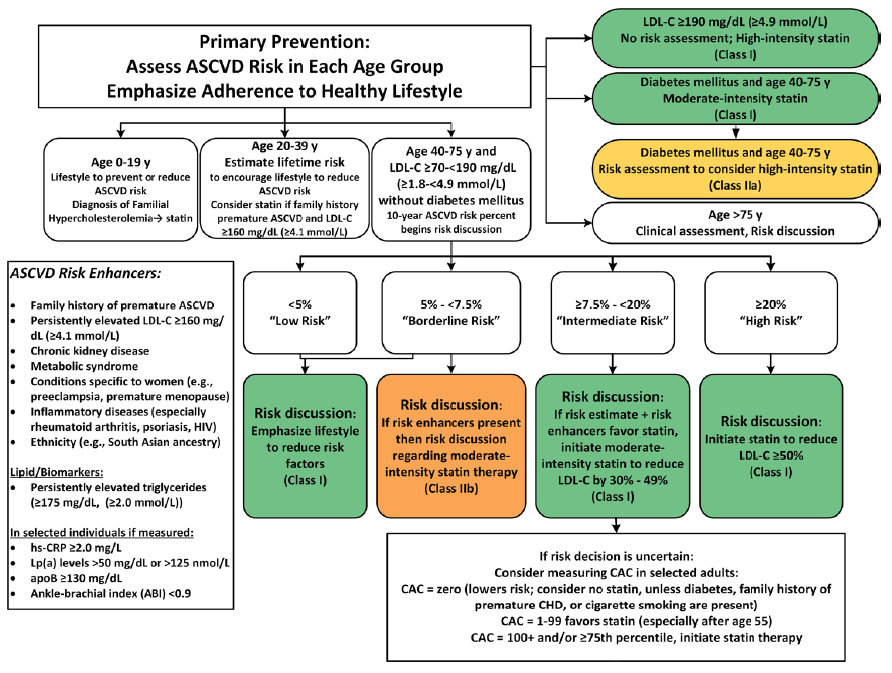 Primary Prevention:
Assess ASCVD Risk in Each Age Group
Emphasize Adherence to Healthy Lifestyle
LDL-C ≥190 mg/dL (≥4.9 mmol/L)
No risk assessment; High-intensity statin
(Class I)
Diabetes mellitus and age 40-75 y
Moderate-intensity statin
(Class I)
Diabetes mellitus and age 40-75 y
Risk assessment to consider high-intensity statin
(Class IIa)
Age >75 y
Clinical assessment, Risk discussion
Age 0-19 y
Lifestyle to prevent or reduce
ASCVD risk
Diagnosis of Familial
Hypercholesterolemia→ statin
Age 20-39 y
Estimate lifetime risk
to encourage lifestyle to reduce
ASCVD risk
Consider statin if family history
premature ASCVD and LDL-C
≥160 mg/dL (≥4.1 mmol/L)
Age 40-75 y and
LDL-C ≥70-<190 mg/dL
(≥1.8-<4.9 mmol/L)
without diabetes mellitus
10-year ASCVD risk percent
begins risk discussion
ASCVD Risk Enhancers:
• Family history of premature ASCVD
• Persistently elevated LDL-C ≥160 mg/
dL (≥4.1 mmol/L)
• Chronic kidney disease
• Metabolic syndrome
• Conditions specific to women (e.g.,
preeclampsia, premature menopause)
• Inflammatory diseases (especially
rheumatoid arthritis, psoriasis, HIV)
• Ethnicity (e.g., South Asian ancestry)
Lipid/Biomarkers:
• Persistently elevated triglycerides
(≥175 mg/dL, (≥2.0 mmol/L))
In selected individuals if measured:
• hs-CRP ≥2.0 mg/L
• Lp(a) levels >50 mg/dL or >125 nmol/L
• apoB ≥130 mg/dL
• Ankle-brachial index (ABI) <0.9
<5%
“Low Risk”
5% - <7.5%
“Borderline Risk”
≥7.5% - <20%
“Intermediate Risk”
≥20%
“High Risk”
Risk discussion:
Emphasize lifestyle
to reduce risk
factors
(Class I)
Risk discussion:
If risk enhancers present
then risk discussion
regarding moderate-
intensity statin therapy
(Class IIb)
Risk discussion:
If risk estimate + risk
enhancers favor statin,
initiate moderate-
intensity statin to reduce
LDL-C by 30% - 49%
(Class I)
Risk discussion:
Initiate statin to reduce
LDL-C ≥50%
(Class I)
If risk decision is uncertain:
Consider measuring CAC in selected adults:
CAC = zero (lowers risk; consider no statin, unless diabetes, family history of
premature CHD, or cigarette smoking are present)
CAC = 1-99 favors statin (especially after age 55)
CAC = 100+ and/or ≥75th percentile, initiate statin therapy